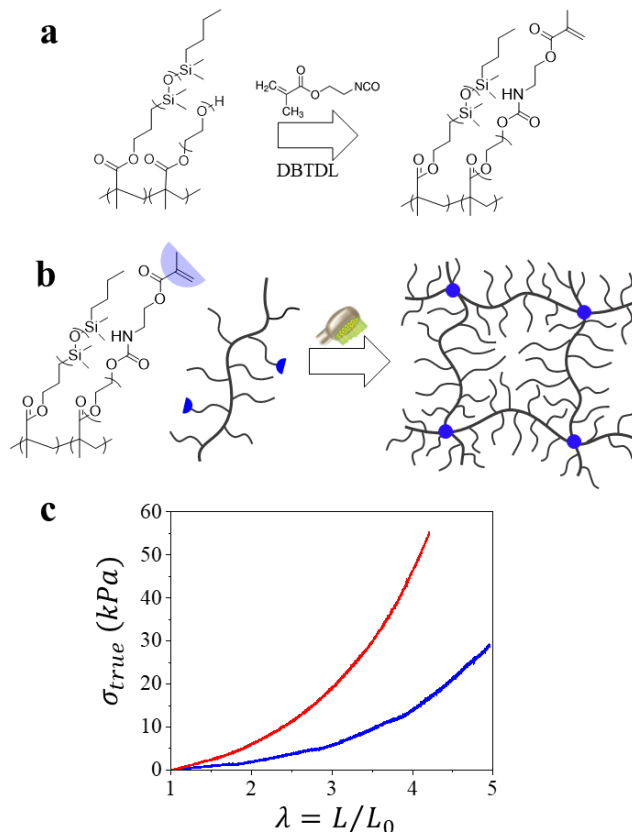 a
Si
O
Si
O
O
H
O
O
O
O
H₂C
CH₃
O
O
NCO
DBTDL
O
O
Si
O
Si
HN
O
O
O
O
O
O
b
O
O
Si
O
Si
HN
O
O
O
O
O
O
c
σtrue (kPa)
60
50
40
30
20
10
0
1
2
3
4
5
λ = L/L₀